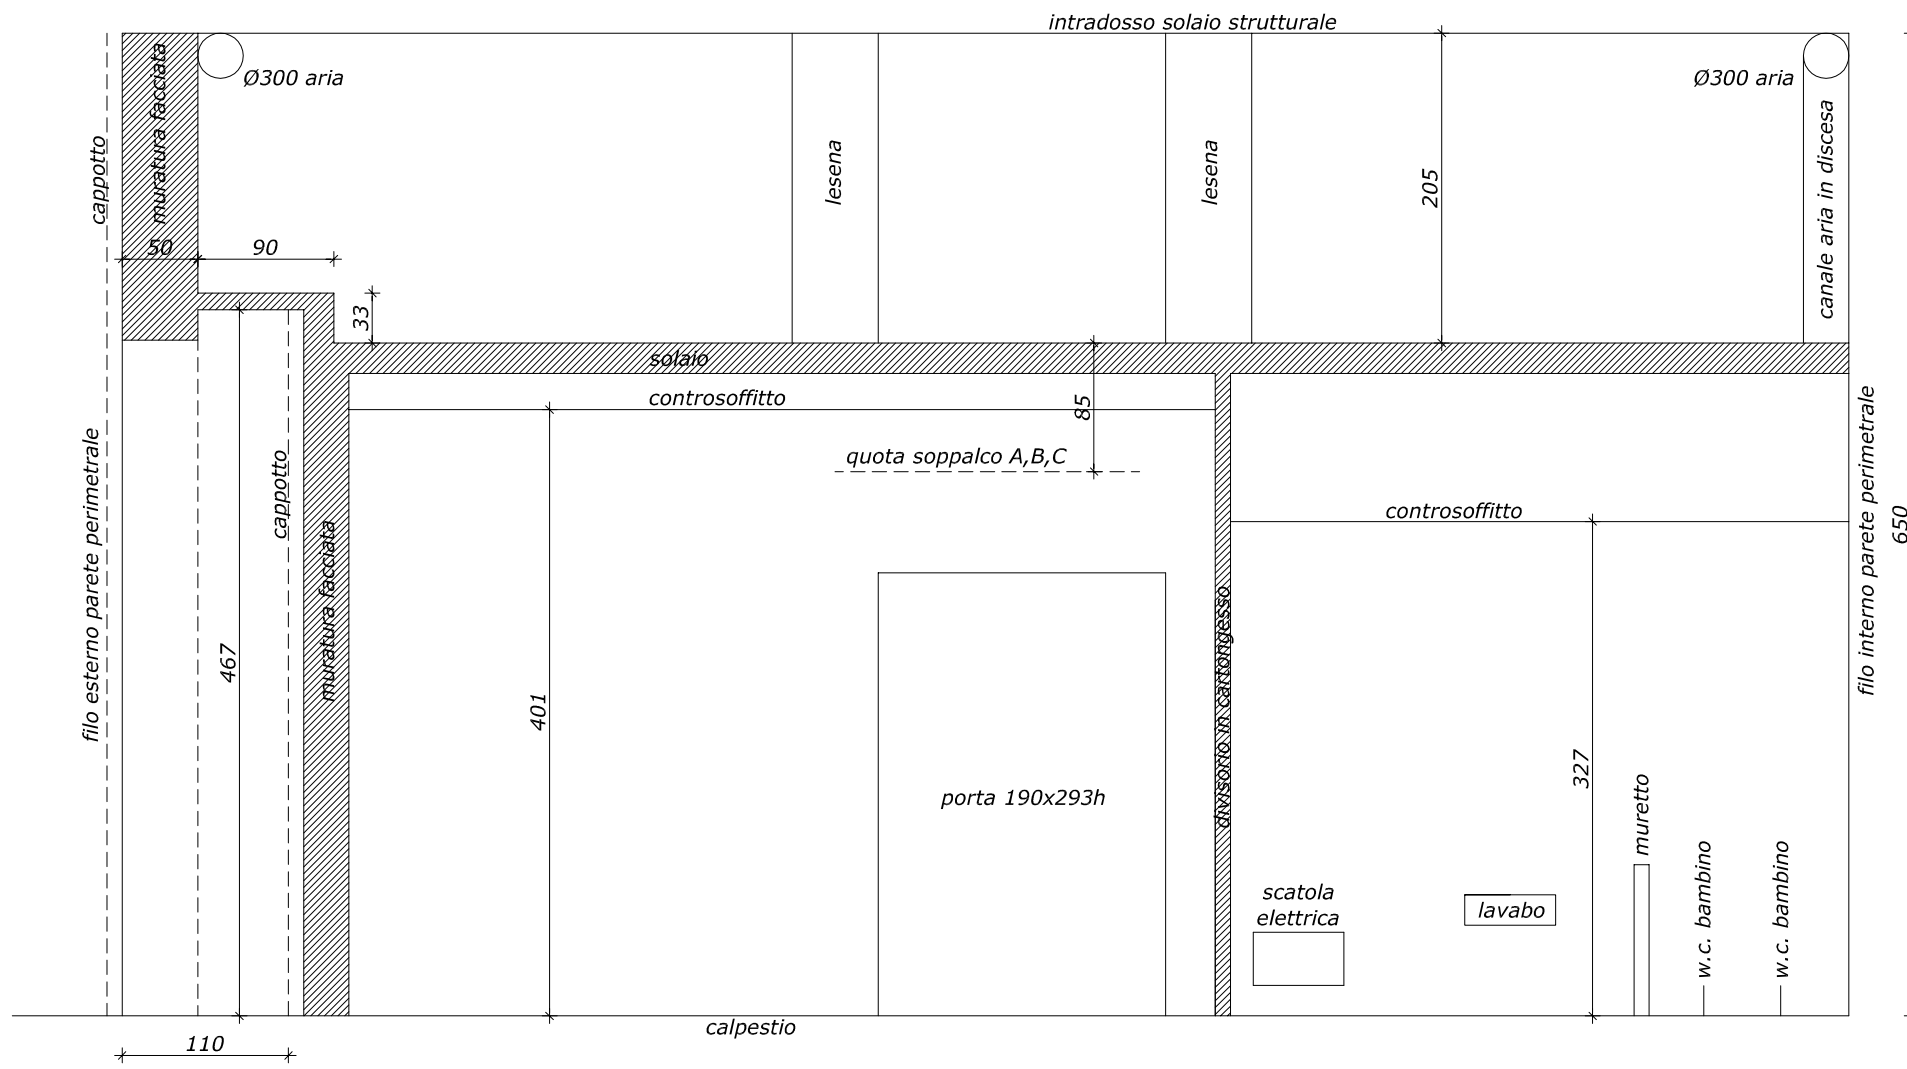 intradosso solaio strutturale
muratura facciata
Ø300 aria
Ø300 aria
cappotto
lesena
lesena
205
canale aria in discesa
50
90
33
solaio
controsoffitto
85
quota soppalco A,B,C
filo esterno parete perimetrale
cappotto
muratura facciata
467
401
porta 190x293h
divisorio in cartongesso
controsoffitto
327
filo interno parete perimetrale
650
scatola
elettrica
lavabo
muretto
w.c. bambino
w.c. bambino
calpestio
110